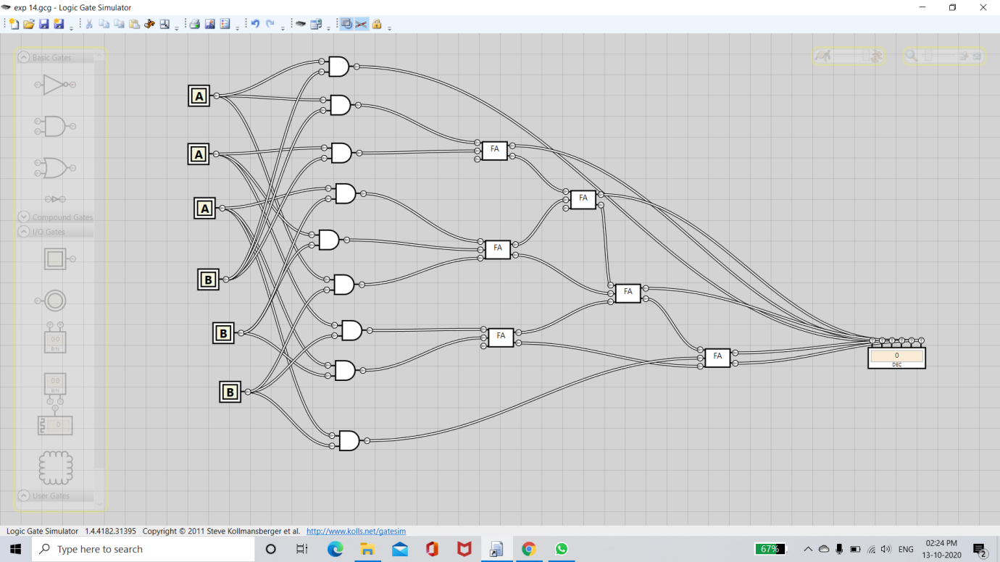 exp 14.gcg - Logic Gate Simulator
Basic Gates
Compound Gates
I/O Gates
00
BIN
00
BIN
0
User Gates
A
A
A
B
B
B
FA
FA
FA
FA
FA
FA
0
DEC
Logic Gate Simulator 1.4.4182.31395 Copyright © 2011 Steve Kollmansberger et al. http://www.kolls.net/gatesim
Type here to search
67%
ENG
02:24 PM
13-10-2020
2